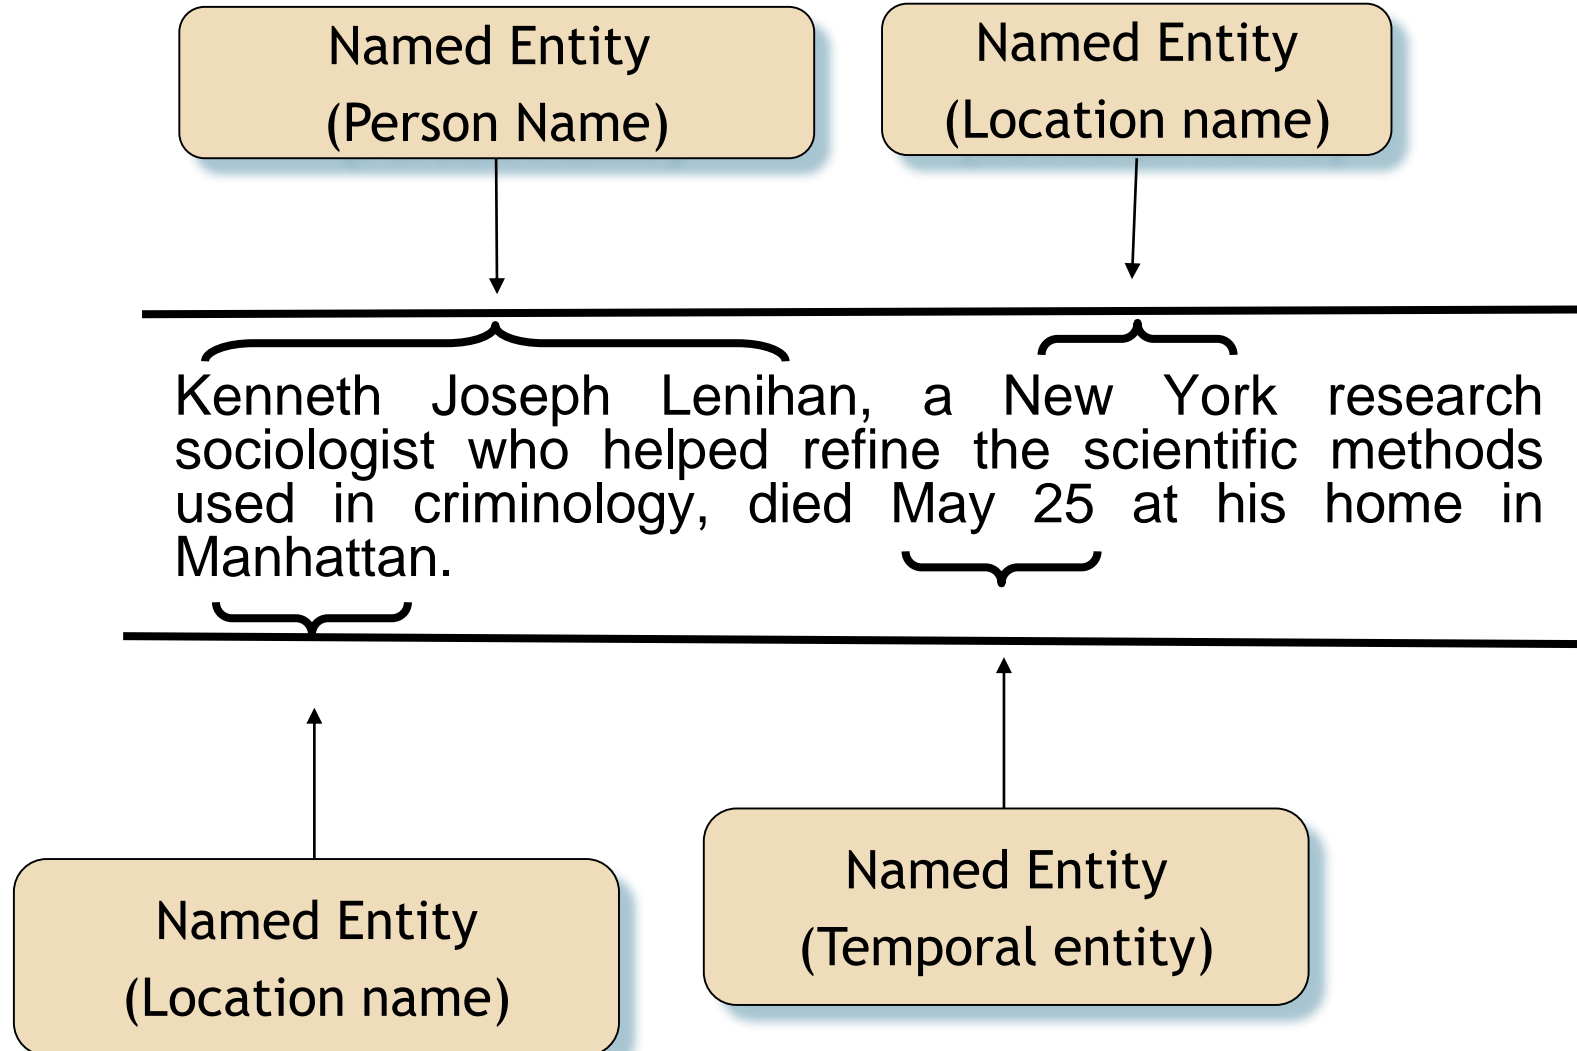 Named Entity
(Person Name)
Named Entity
(Location name)
Kenneth Joseph Lenihan, a New York research
sociologist who helped refine the scientific methods
used in criminology, died May 25 at his home in
Manhattan.
Named Entity
(Location name)
Named Entity
(Temporal entity)